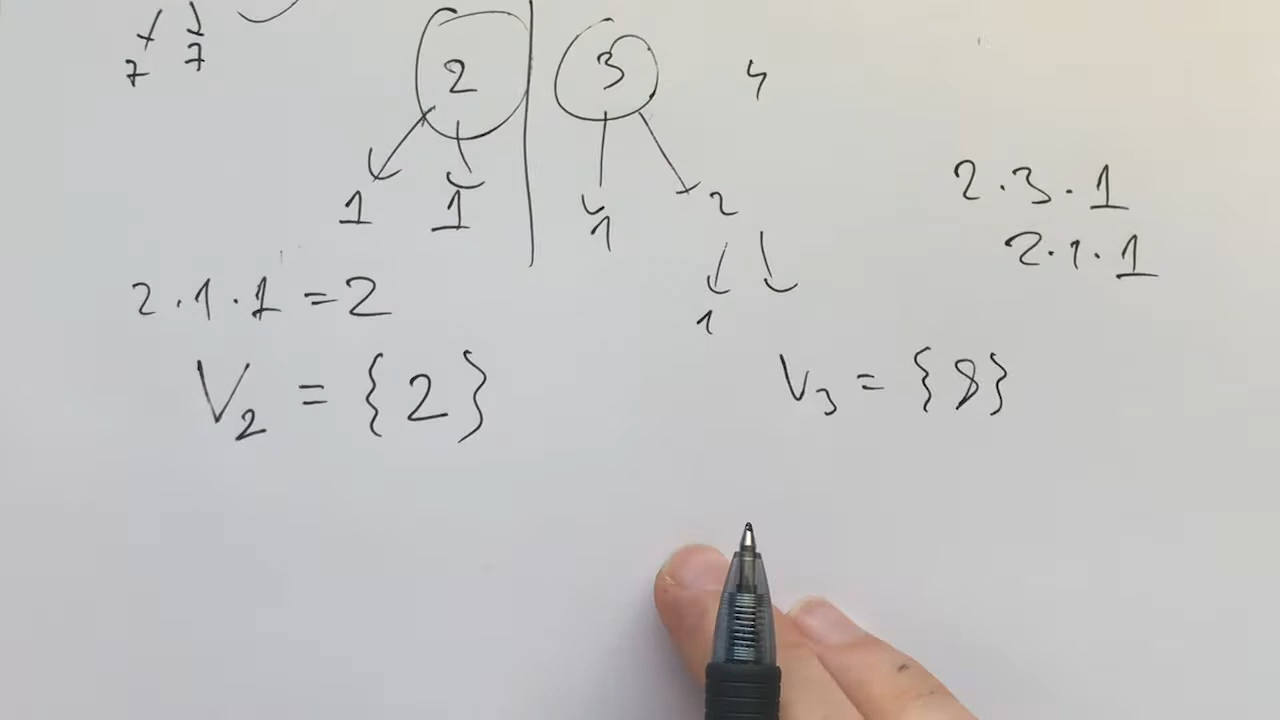 7 7
2 3 4
1 1 1 2
2·3·1
2·1·1
2·1·1=2
1
V₂ = {2}
V₃ = {8}